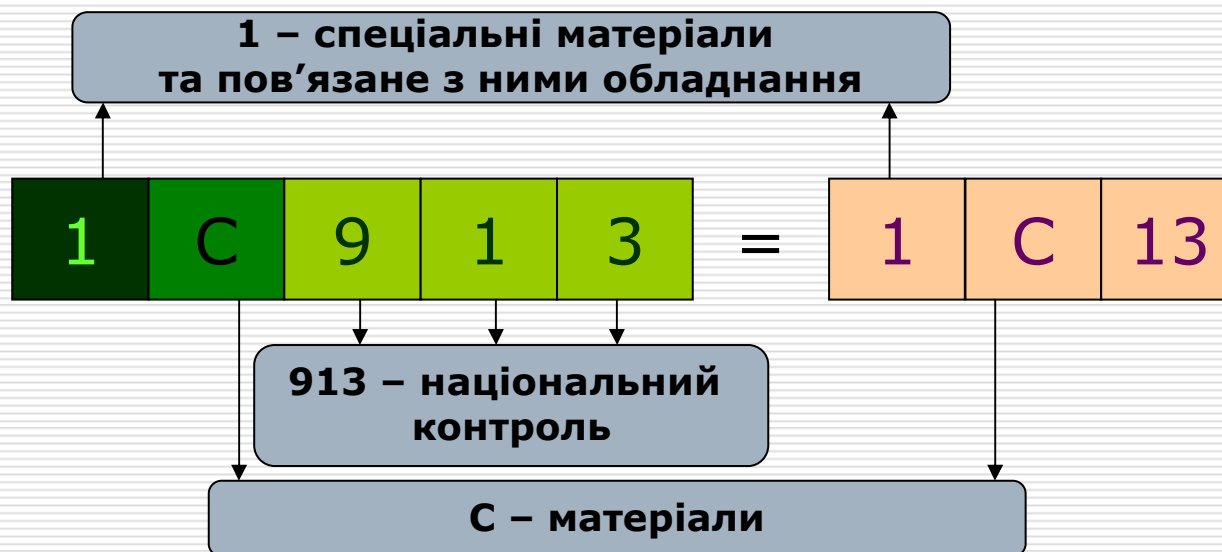 1 – спеціальні матеріали
та пов’язане з ними обладнання
1 C 9 1 3 = 1 C 13
913 – національний
контроль
С – матеріали